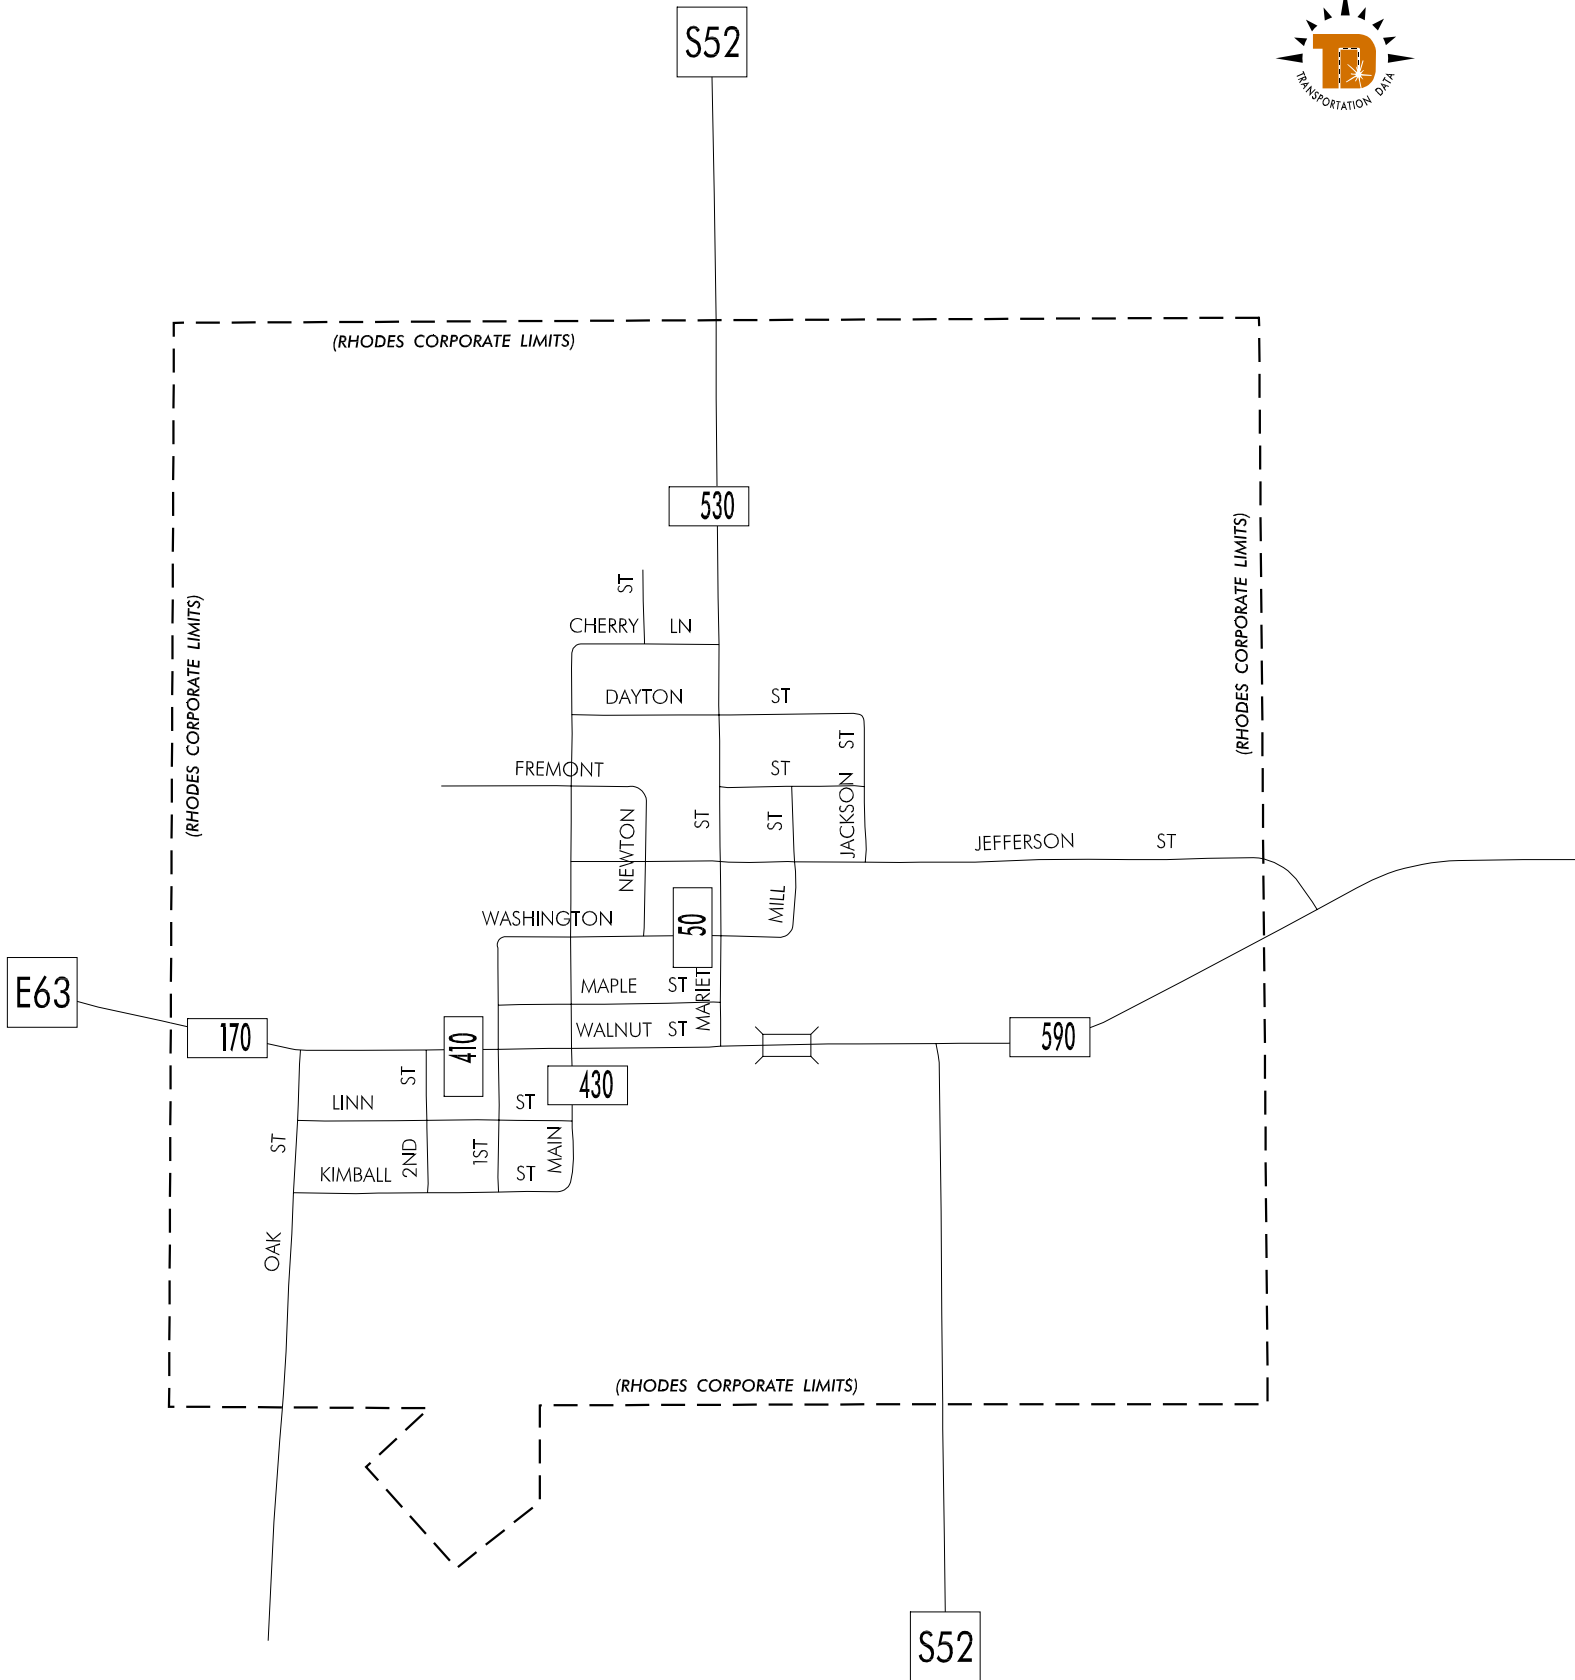 S52
TRANSPORTATION DATA
(RHODES CORPORATE LIMITS)
530
(RHODES CORPORATE LIMITS)
ST
(RHODES CORPORATE LIMITS)
CHERRY LN
DAYTON ST
ST
FREMONT ST
JACKSON
NEWTON
ST
ST
JEFFERSON ST
MILL
WASHINGTON
50
E63
MAPLE ST
MARIET
WALNUT ST
170
410
590
430
ST
LINN ST
ST
2ND
1ST
MAIN
KIMBALL ST
OAK
(RHODES CORPORATE LIMITS)
S52